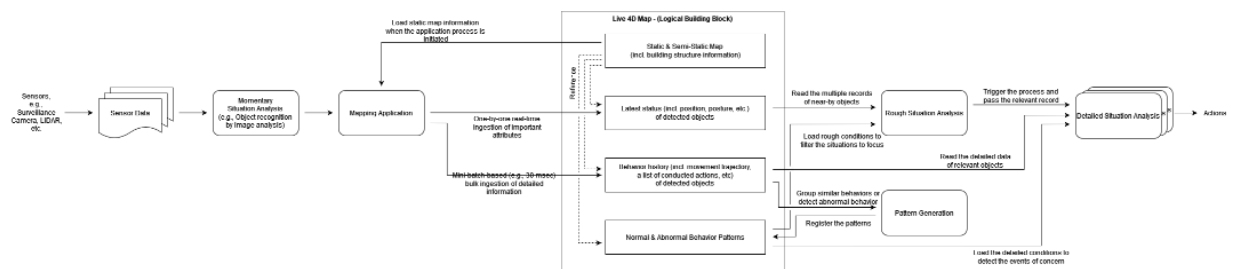 Live 4D Map - (Logical Building Block)
Load static map information
when the application process is
initiated
Static & Semi-Static Map
(incl. building structure information)
Reference
Sensors,
e.g.,
Surveillance
Camera, LiDAR,
etc.
Sensor Data
Momentary
Situation Analysis
(e.g., Object recognition
by image analysis)
Mapping Application
One-by-one real-time
ingestion of important
attributes
Mini-batch-based (e.g., 30 msec)
bulk ingestion of detailed
information
Latest status (incl. position, posture, etc.)
of detected objects
Read the multiple records
of near-by objects
Load rough conditions to
filter the situations to focus
Rough Situation Analysis
Trigger the process and
pass the relevant record
Detailed Situation Analysis
Actions
Behavior history (incl. movement trajectory,
a list of conducted actions, etc)
of detected objects
Read the detailed data
of relevant objects
Group similar behaviors or
detect abnormal behavior
Pattern Generation
Register the patterns
Normal & Abnormal Behavior Patterns
Load the detailed conditions to
detect the events of concern